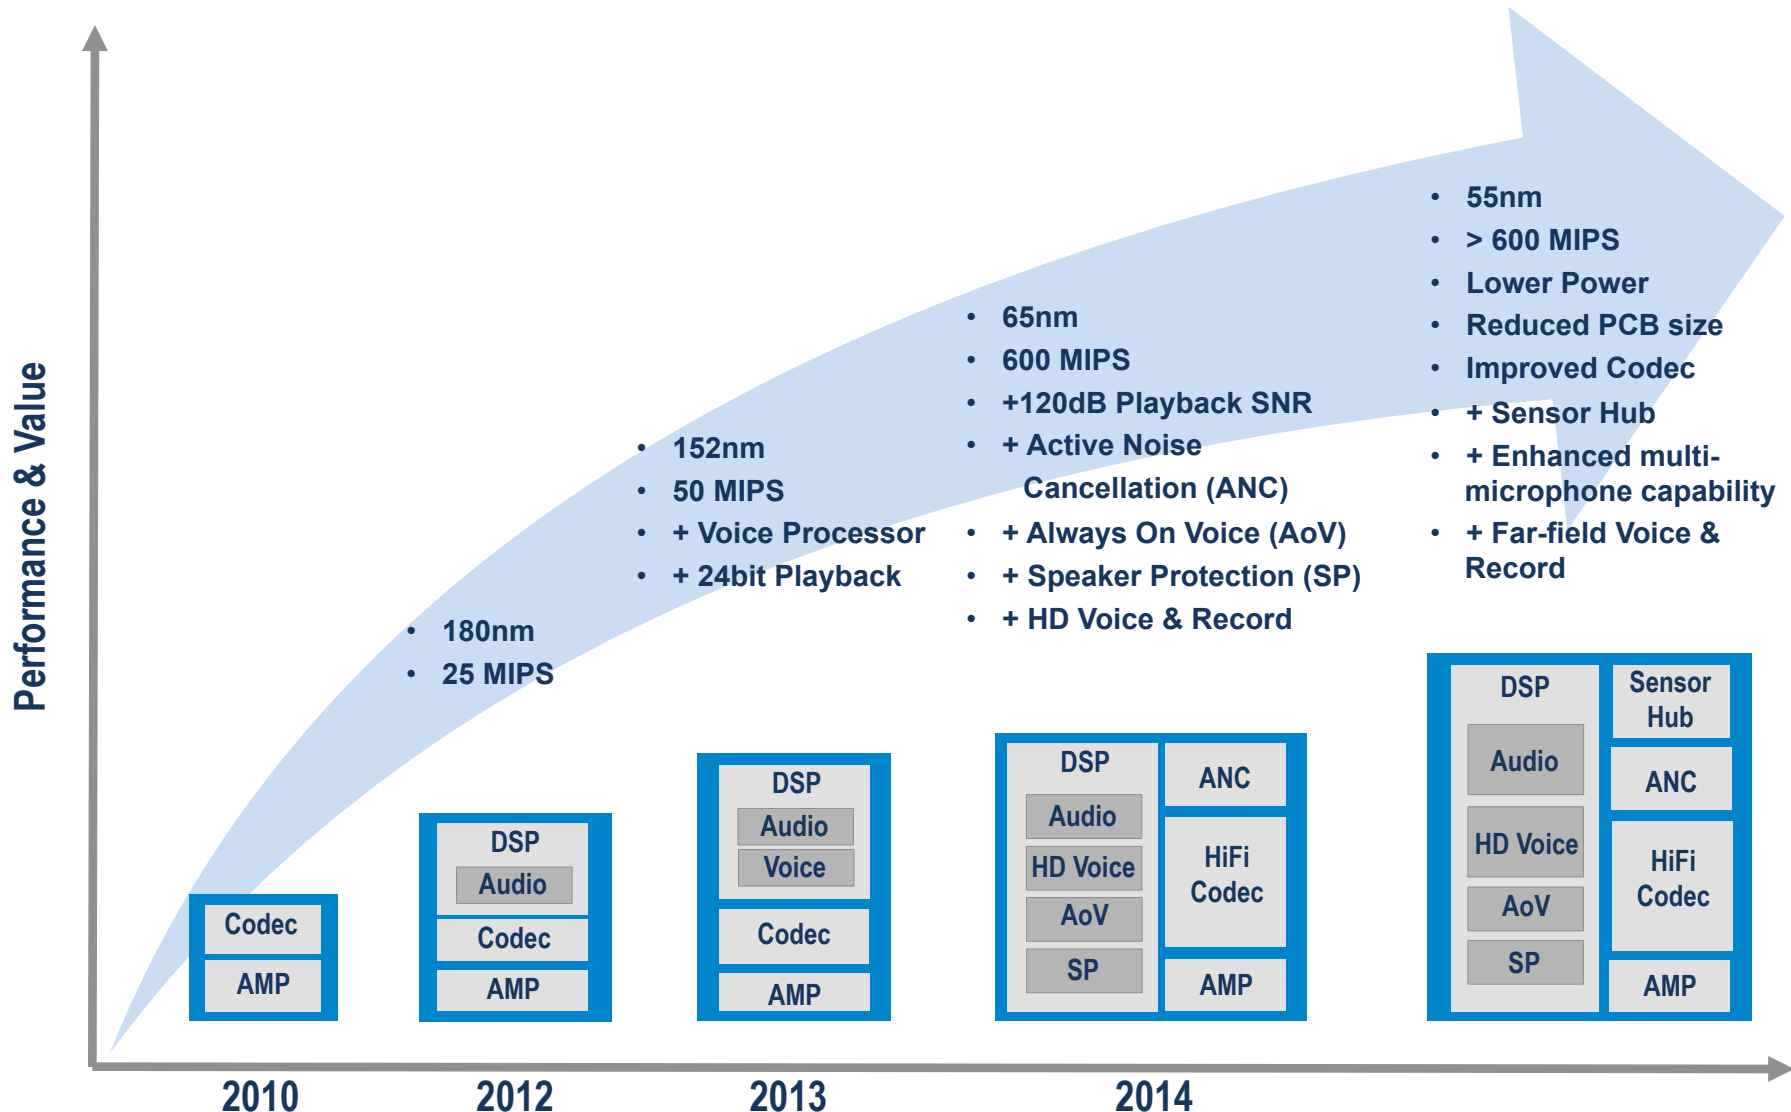 Performance & Value
• 180nm
• 25 MIPS
• 152nm
• 50 MIPS
• + Voice Processor
• + 24bit Playback
• 65nm
• 600 MIPS
• +120dB Playback SNR
• + Active Noise
Cancellation (ANC)
• + Always On Voice (AoV)
• + Speaker Protection (SP)
• + HD Voice & Record
• 55nm
• > 600 MIPS
• Lower Power
• Reduced PCB size
• Improved Codec
• + Sensor Hub
• + Enhanced multi-
microphone capability
• + Far-field Voice &
Record
Codec
AMP
DSP
Audio
Codec
AMP
DSP
Audio
Voice
Codec
AMP
DSP
Audio
HD Voice
AoV
SP
ANC
HiFi
Codec
AMP
DSP
Audio
HD Voice
AoV
SP
Sensor
Hub
ANC
HiFi
Codec
AMP
2010
2012
2013
2014